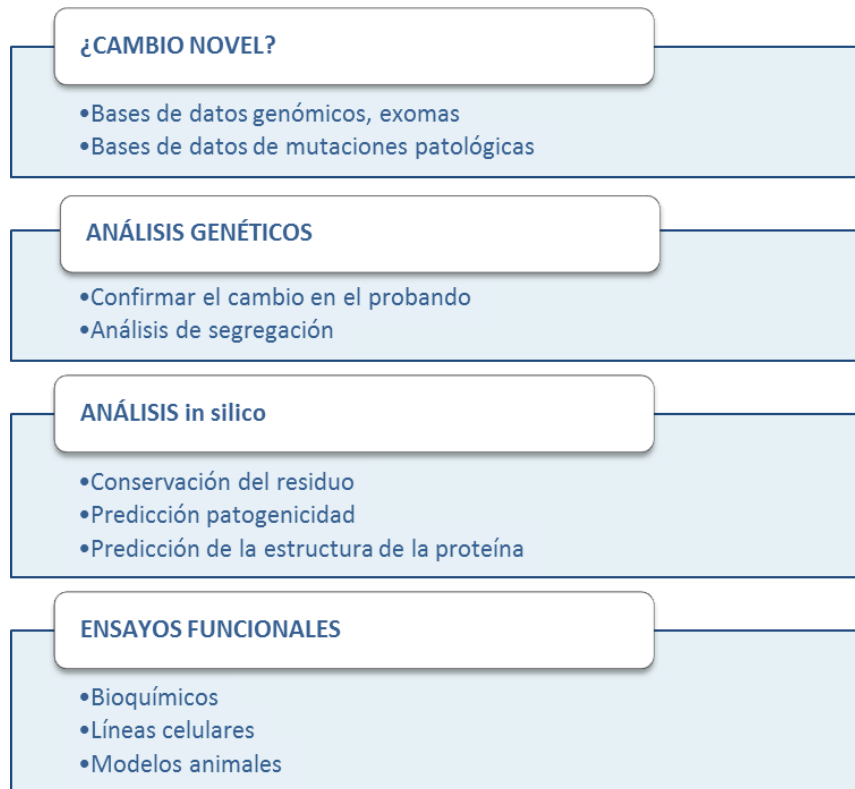 ¿CAMBIO NOVEL?
•Bases de datos genómicos, exomas
•Bases de datos de mutaciones patológicas
ANÁLISIS GENÉTICOS
•Confirmar el cambio en el probando
•Análisis de segregación
ANÁLISIS in silico
•Conservación del residuo
•Predicción patogenicidad
•Predicción de la estructura de la proteína
ENSAYOS FUNCIONALES
•Bioquímicos
•Líneas celulares
•Modelos animales